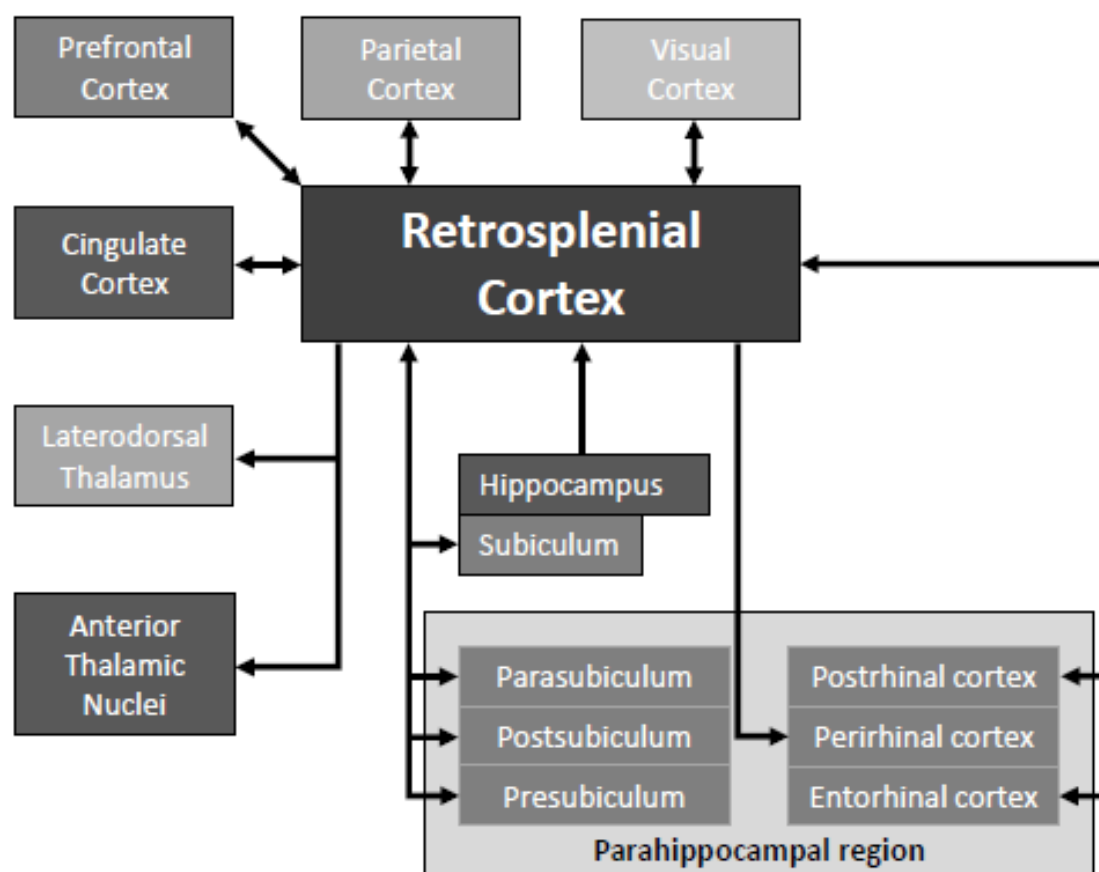 Prefrontal
Cortex
Parietal
Cortex
Visual
Cortex
Retrosplenial
Cortex
Cingulate
Cortex
Laterodorsal
Thalamus
Hippocampus
Subiculum
Anterior
Thalamic
Nuclei
Parasubiculum
Postsubiculum
Presubiculum
Postrhinal cortex
Perirhinal cortex
Entorhinal cortex
Parahippocampal region